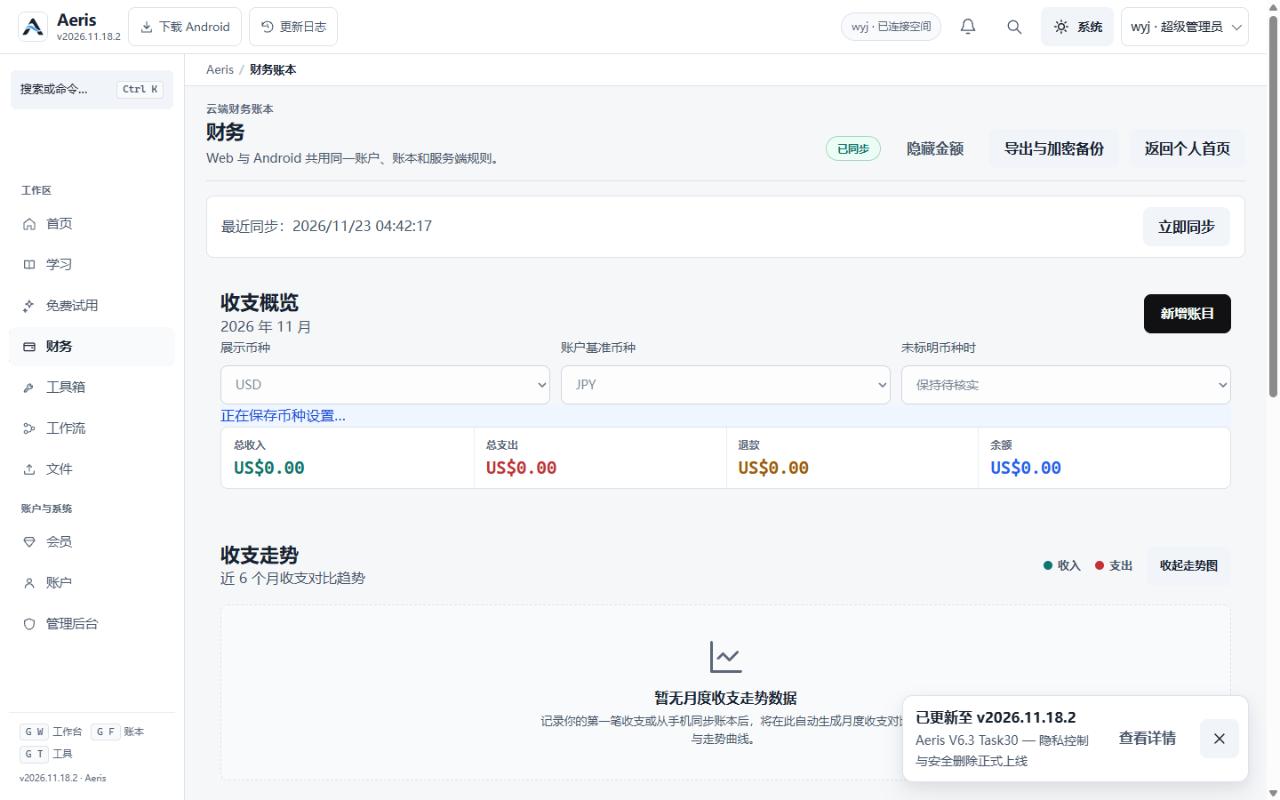 Aeris
v2026.11.18.2
下载 Android
更新日志
wyj · 已连接空间
系统
wyj · 超级管理员
搜索或命令...
Ctrl K
Aeris / 财务账本
云端财务账本
财务
Web 与 Android 共用同一账户、账本和服务端规则。
已同步
隐藏金额
导出与加密备份
返回个人首页
工作区
首页
学习
免费试用
财务
工具箱
工作流
文件
账户与系统
会员
账户
管理后台
G W 工作台 G F 账本
G T 工具
v2026.11.18.2 · Aeris
最近同步：2026/11/23 04:42:17
立即同步
收支概览
2026 年 11 月
新增账目
展示币种
账户基准币种
未标明币种时
USD
JPY
保持待核实
正在保存币种设置...
总收入
总支出
退款
余额
US$0.00
US$0.00
US$0.00
US$0.00
收支走势
近 6 个月收支对比趋势
收入
支出
收起走势图
暂无月度收支走势数据
记录你的第一笔收支或从手机同步账本后，将在此自动生成月度收支对比
与走势曲线。
已更新至 v2026.11.18.2
Aeris V6.3 Task30 — 隐私控制
与安全删除正式上线
查看详情